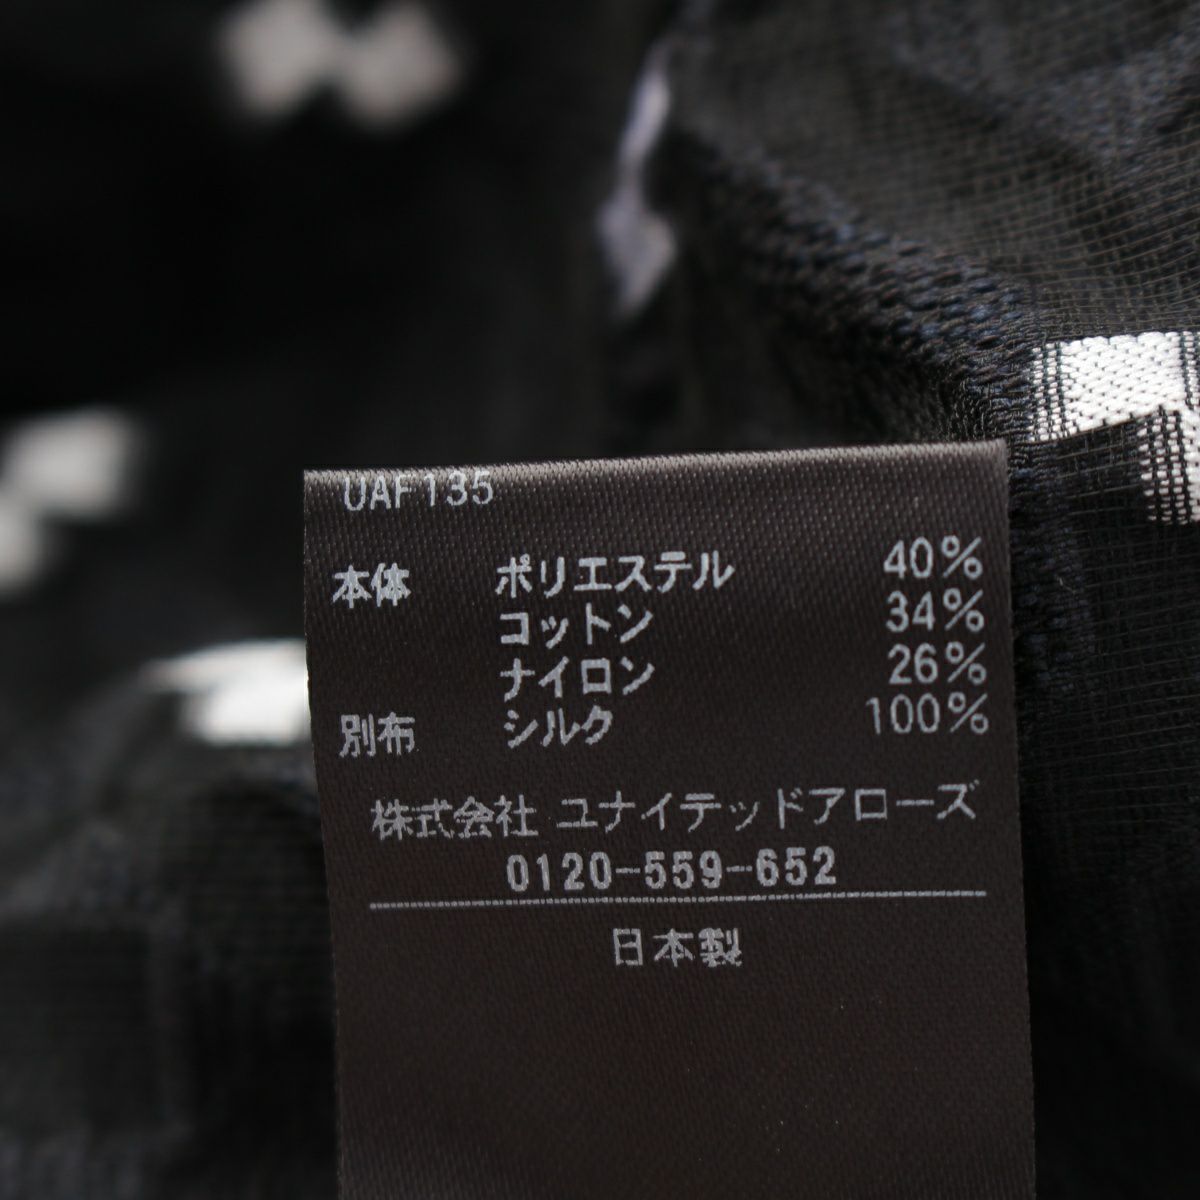 UAF135
本体 ポリエステル 40%
コットン 34%
ナイロン 26%
別布 シルク 100%
株式会社 ユナイテッドアローズ
0120-559-652
日本製